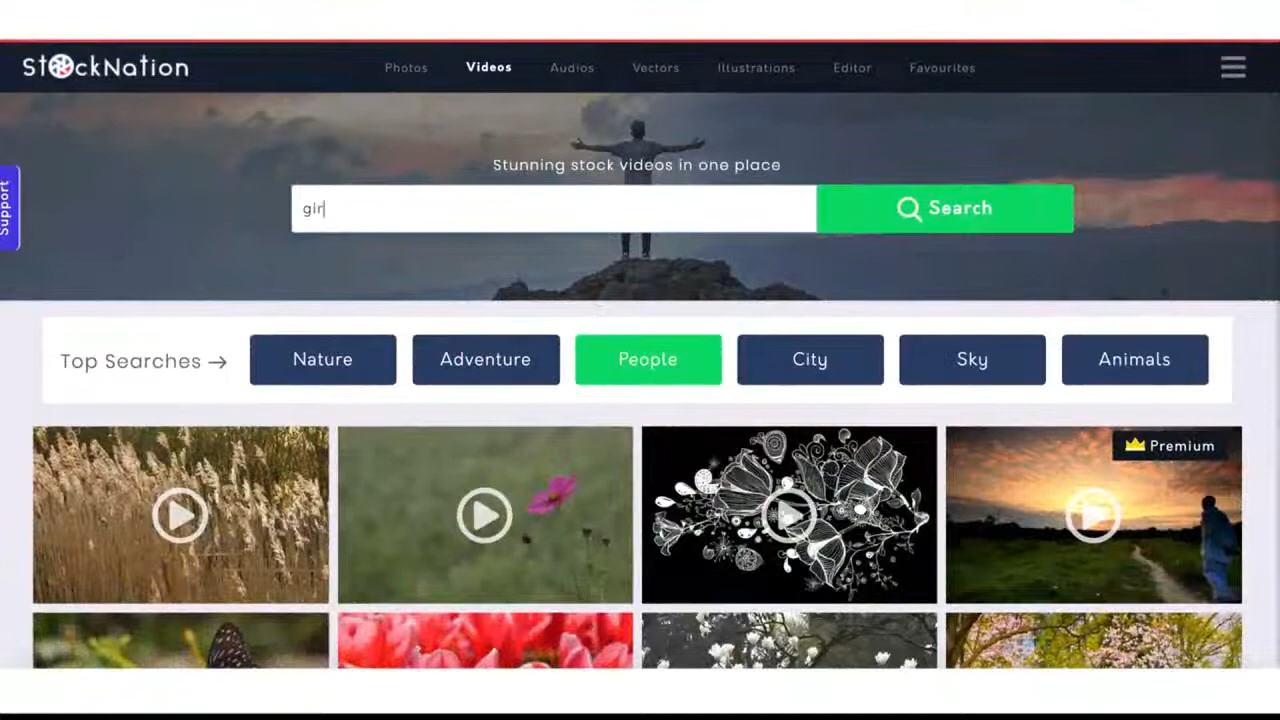 StockNation
Photos Videos Audios Vectors Illustrations Editor Favourites
Stunning stock videos in one place
gir
Search
Support
Top Searches → Nature Adventure People City Sky Animals
Premium